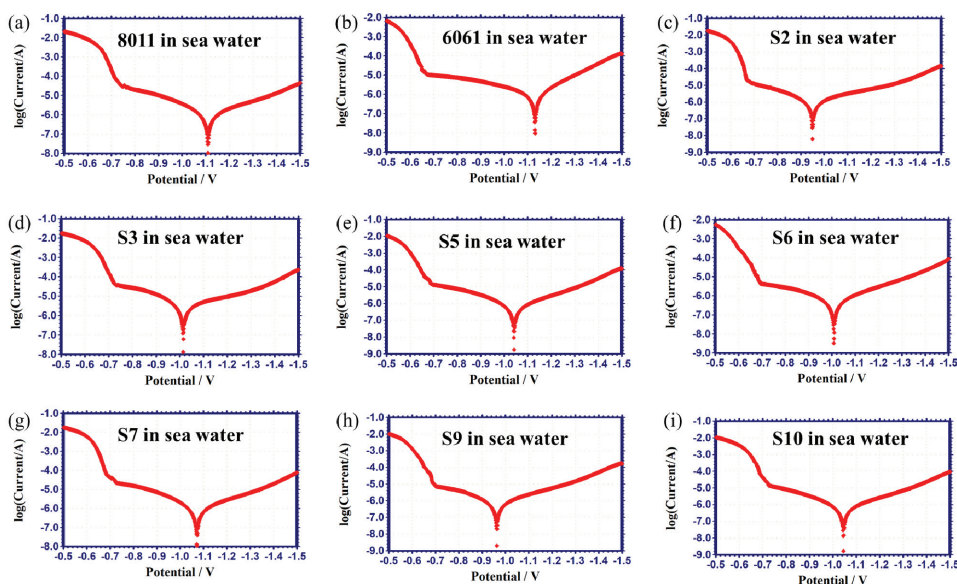 (a)
8011 in sea water
log(Current/A)
-1.0
-2.0
-3.0
-4.0
-5.0
-6.0
-7.0
-8.0
-0.5 -0.6 -0.7 -0.8 -0.9 -1.0 -1.1 -1.2 -1.3 -1.4 -1.5
Potential / V
(b)
6061 in sea water
log(Current/A)
-2.0
-3.0
-4.0
-5.0
-6.0
-7.0
-8.0
-9.0
-0.5 -0.6 -0.7 -0.8 -0.9 -1.0 -1.1 -1.2 -1.3 -1.4 -1.5
Potential / V
(c)
S2 in sea water
log(Current/A)
-1.0
-2.0
-3.0
-4.0
-5.0
-6.0
-7.0
-8.0
-9.0
-0.5 -0.6 -0.7 -0.8 -0.9 -1.0 -1.1 -1.2 -1.3 -1.4 -1.5
Potential / V
(d)
S3 in sea water
log(Current/A)
-1.0
-2.0
-3.0
-4.0
-5.0
-6.0
-7.0
-8.0
-0.5 -0.6 -0.7 -0.8 -0.9 -1.0 -1.1 -1.2 -1.3 -1.4 -1.5
Potential / V
(e)
S5 in sea water
log(Current/A)
-1.0
-2.0
-3.0
-4.0
-5.0
-6.0
-7.0
-8.0
-9.0
-0.5 -0.6 -0.7 -0.8 -0.9 -1.0 -1.1 -1.2 -1.3 -1.4 -1.5
Potential / V
(f)
S6 in sea water
log(Current/A)
-2.0
-3.0
-4.0
-5.0
-6.0
-7.0
-8.0
-9.0
-0.5 -0.6 -0.7 -0.8 -0.9 -1.0 -1.1 -1.2 -1.3 -1.4 -1.5
Potential / V
(g)
S7 in sea water
log(Current/A)
-1.0
-2.0
-3.0
-4.0
-5.0
-6.0
-7.0
-8.0
-0.5 -0.6 -0.7 -0.8 -0.9 -1.0 -1.1 -1.2 -1.3 -1.4 -1.5
Potential / V
(h)
S9 in sea water
log(Current/A)
-1.0
-2.0
-3.0
-4.0
-5.0
-6.0
-7.0
-8.0
-9.0
-0.5 -0.6 -0.7 -0.8 -0.9 -1.0 -1.1 -1.2 -1.3 -1.4 -1.5
Potential / V
(i)
S10 in sea water
log(Current/A)
-1.0
-2.0
-3.0
-4.0
-5.0
-6.0
-7.0
-8.0
-9.0
-0.5 -0.6 -0.7 -0.8 -0.9 -1.0 -1.1 -1.2 -1.3 -1.4 -1.5
Potential / V